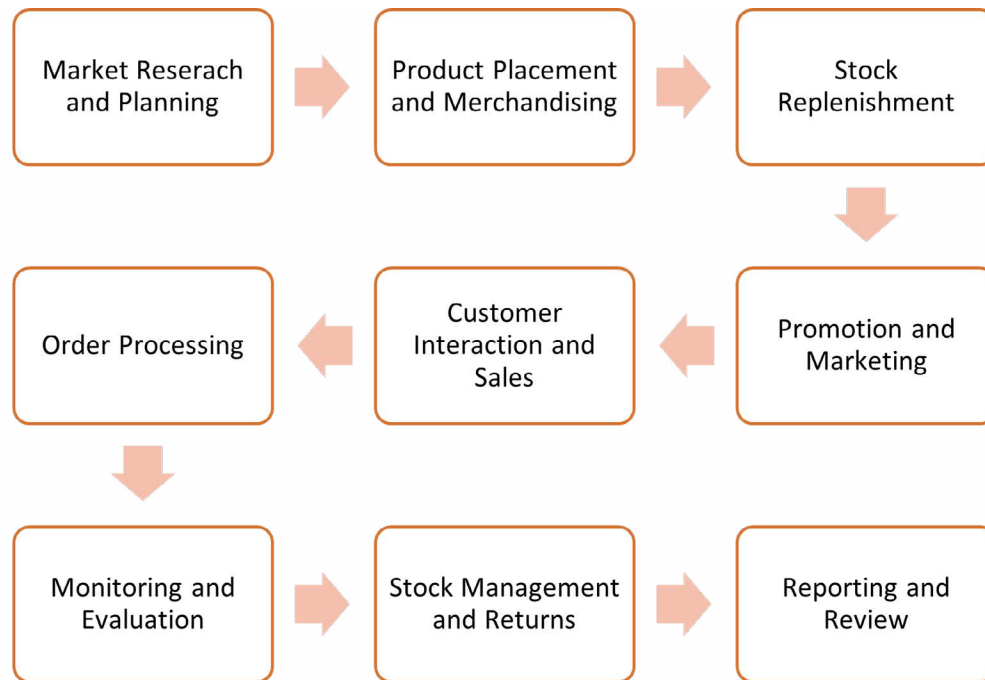 Market Reserach
and Planning
Product Placement
and Merchandising
Stock
Replenishment
Promotion and
Marketing
Customer
Interaction and
Sales
Order Processing
Monitoring and
Evaluation
Stock Management
and Returns
Reporting and
Review